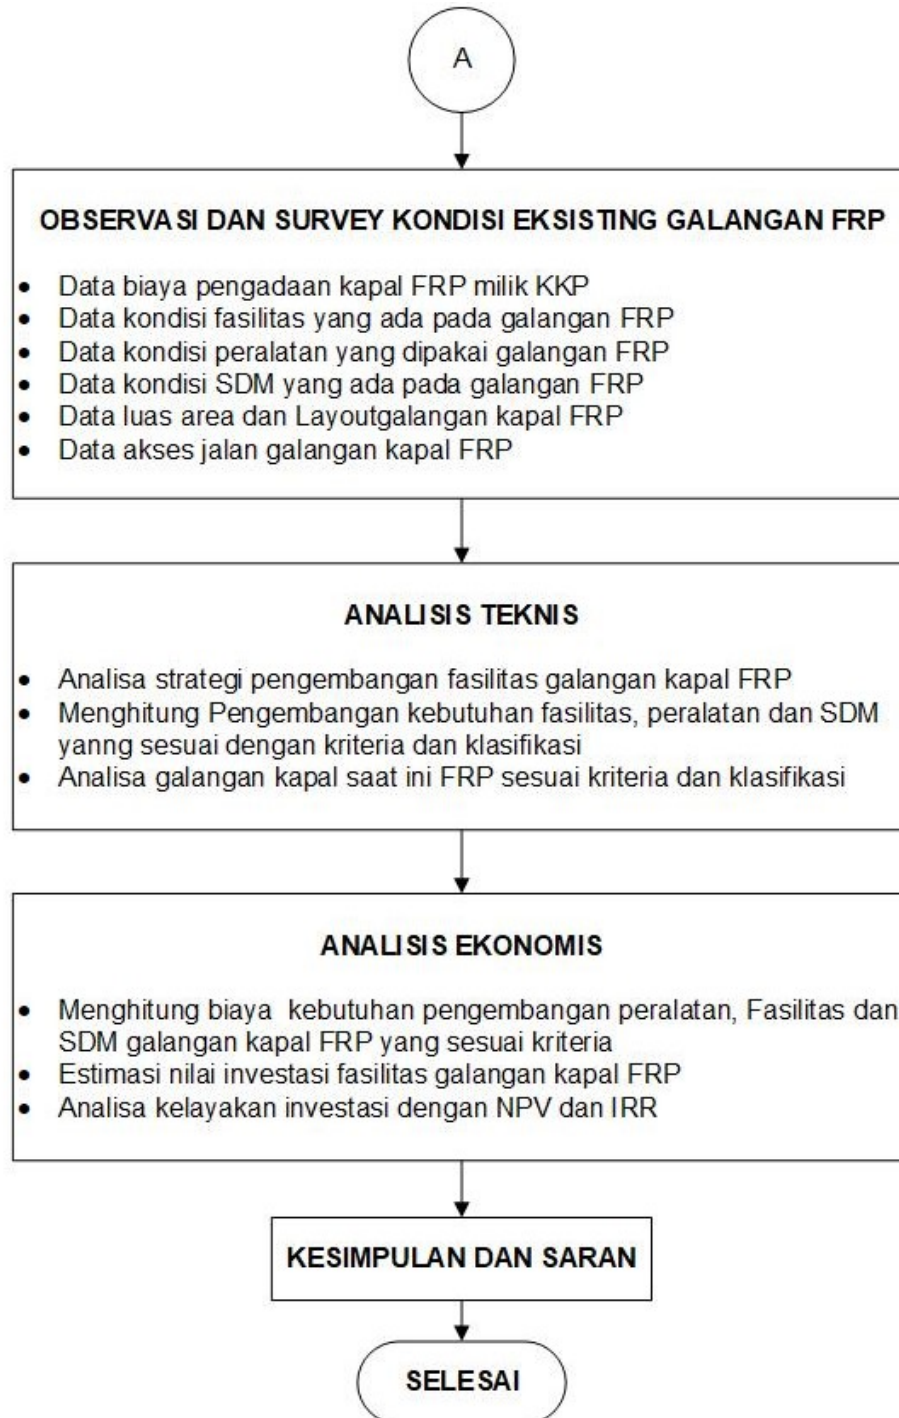 A
OBSERVASI DAN SURVEY KONDISI EKSISTING GALANGAN FRP
• Data biaya pengadaan kapal FRP milik KKP
• Data kondisi fasilitas yang ada pada galangan FRP
• Data kondisi peralatan yang dipakai galangan FRP
• Data kondisi SDM yang ada pada galangan FRP
• Data luas area dan Layoutgalangan kapal FRP
• Data akses jalan galangan kapal FRP
ANALISIS TEKNIS
• Analisa strategi pengembangan fasilitas galangan kapal FRP
• Menghitung Pengembangan kebutuhan fasilitas, peralatan dan SDM
yanng sesuai dengan kriteria dan klasifikasi
• Analisa galangan kapal saat ini FRP sesuai kriteria dan klasifikasi
ANALISIS EKONOMIS
• Menghitung biaya kebutuhan pengembangan peralatan, Fasilitas dan
SDM galangan kapal FRP yang sesuai kriteria
• Estimasi nilai investasi fasilitas galangan kapal FRP
• Analisa kelayakan investasi dengan NPV dan IRR
KESIMPULAN DAN SARAN
SELESAI